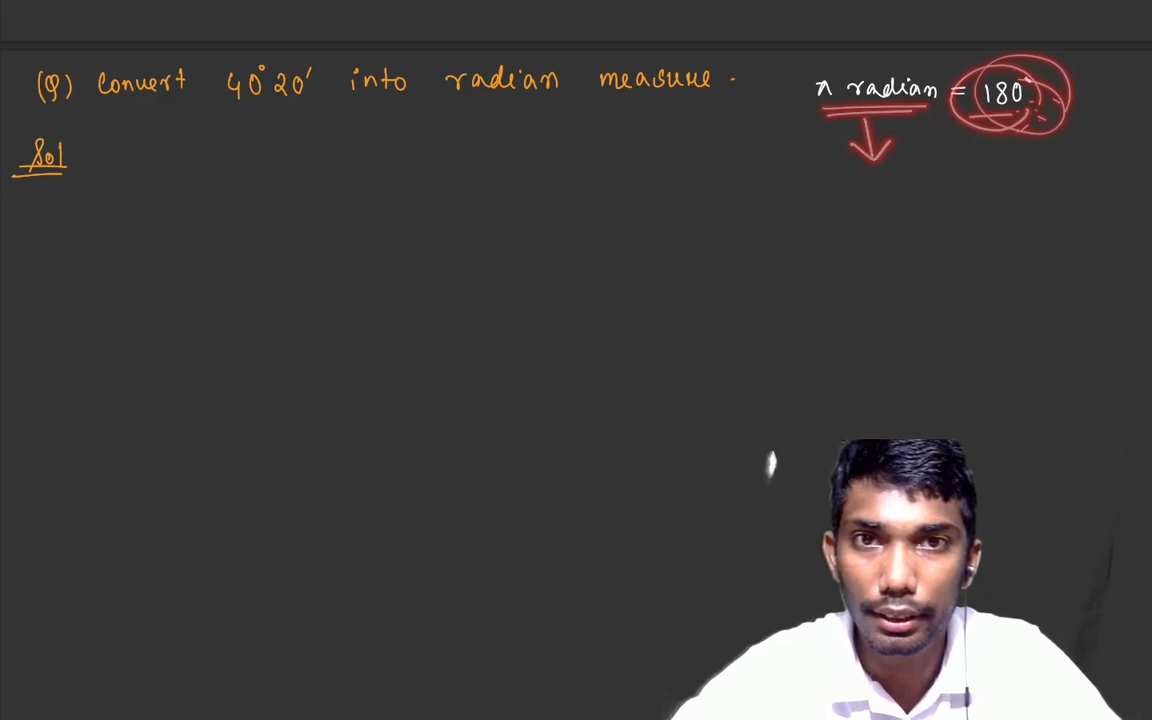 (Q) Convert 40° 20′ into radian measure.
π radian = 180°
Sol